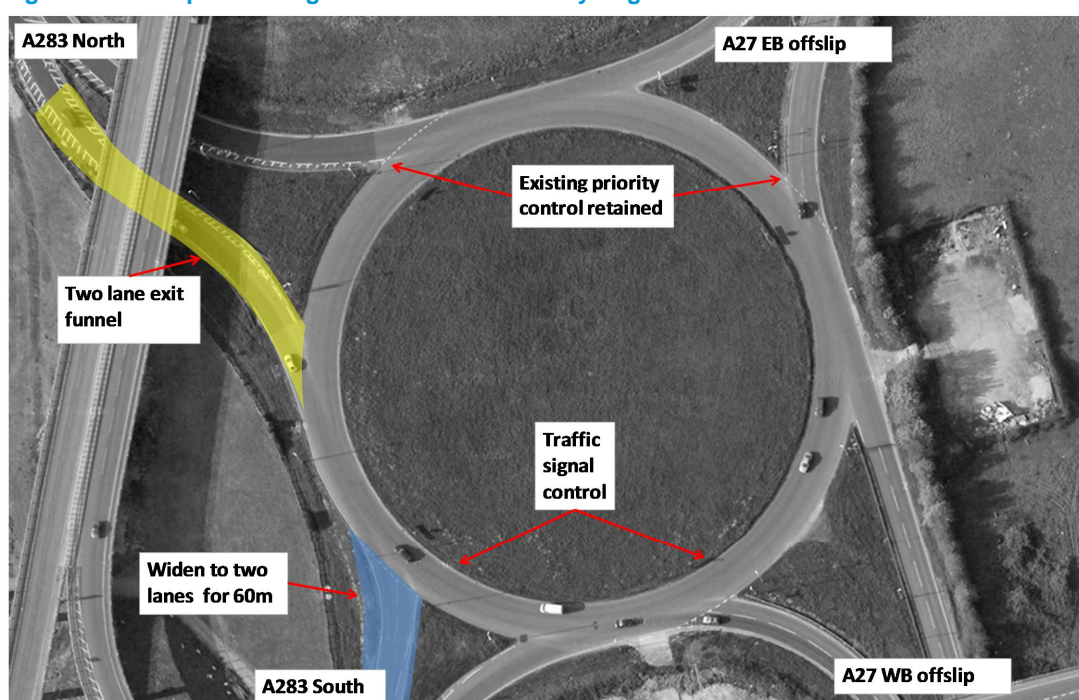 A283 North
A27 EB offslip
Existing priority
control retained
Two lane exit
funnel
Traffic
signal
control
Widen to two
lanes for 60m
A283 South
A27 WB offslip